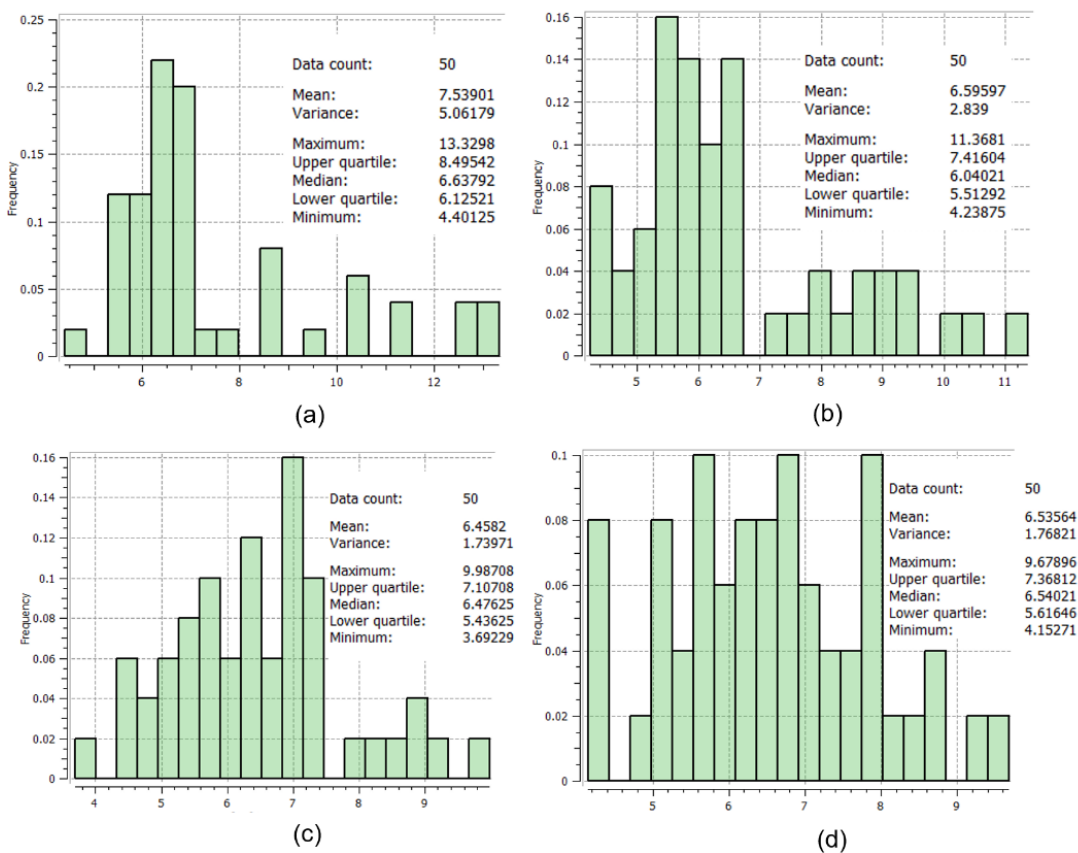 0.25
0.2
0.15
0.1
0.05
0
Frequency
6 8 10 12
Data count: 50
Mean: 7.53901
Variance: 5.06179
Maximum: 13.3298
Upper quartile: 8.49542
Median: 6.63792
Lower quartile: 6.12521
Minimum: 4.40125
(a)
0.16
0.14
0.12
0.1
0.08
0.06
0.04
0.02
0
Frequency
5 6 7 8 9 10 11
Data count: 50
Mean: 6.59597
Variance: 2.839
Maximum: 11.3681
Upper quartile: 7.41604
Median: 6.04021
Lower quartile: 5.51292
Minimum: 4.23875
(b)
0.16
0.14
0.12
0.1
0.08
0.06
0.04
0.02
0
Frequency
4 5 6 7 8 9
Data count: 50
Mean: 6.4582
Variance: 1.73971
Maximum: 9.98708
Upper quartile: 7.10708
Median: 6.47625
Lower quartile: 5.43625
Minimum: 3.69229
(c)
0.1
0.08
0.06
0.04
0.02
0
Frequency
5 6 7 8 9
Data count: 50
Mean: 6.53564
Variance: 1.76821
Maximum: 9.67896
Upper quartile: 7.36812
Median: 6.54021
Lower quartile: 5.61646
Minimum: 4.15271
(d)